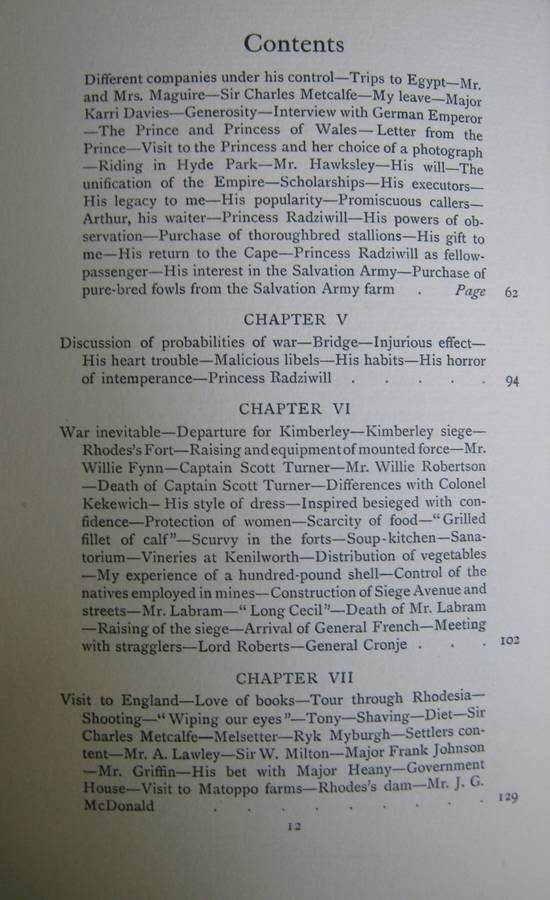 Contents
Different companies under his control—Trips to Egypt—Mr.
and Mrs. Maguire—Sir Charles Metcalfe—My leave—Major
Karri Davies—Generosity—Interview with German Emperor
—The Prince and Princess of Wales—Letter from the
Prince—Visit to the Princess and her choice of a photograph
—Riding in Hyde Park—Mr. Hawksley—His will—The
unification of the Empire—Scholarships—His executors—
His legacy to me—His popularity—Promiscuous callers—
Arthur, his waiter—Princess Radziwill—His powers of ob-
servation—Purchase of thoroughbred stallions—His gift to
me—His return to the Cape—Princess Radziwill as fellow-
passenger—His interest in the Salvation Army—Purchase of
pure-bred fowls from the Salvation Army farm . Page 62
CHAPTER V
Discussion of probabilities of war—Bridge—Injurious effect—
His heart trouble—Malicious libels—His habits—His horror
of intemperance—Princess Radziwill . . . . . 94
CHAPTER VI
War inevitable—Departure for Kimberley—Kimberley siege—
Rhodes's Fort—Raising and equipment of mounted force—Mr.
Willie Fynn—Captain Scott Turner—Mr. Willie Robertson
—Death of Captain Scott Turner—Differences with Colonel
Kekewich—His style of dress—Inspired besieged with con-
fidence—Protection of women—Scarcity of food—"Grilled
fillet of calf"—Scurvy in the forts—Soup-kitchen—Sana-
torium—Vineries at Kenilworth—Distribution of vegetables
—My experience of a hundred-pound shell—Control of the
natives employed in mines—Construction of Siege Avenue and
streets—Mr. Labram—"Long Cecil"—Death of Mr. Labram
—Raising of the siege—Arrival of General French—Meeting
with stragglers—Lord Roberts—General Cronje . . . 102
CHAPTER VII
Visit to England—Love of books—Tour through Rhodesia—
Shooting—"Wiping our eyes"—Tony—Shaving—Diet—Sir
Charles Metcalfe—Melsetter—Ryk Myburgh—Settlers con-
tent—Mr. A. Lawley—Sir W. Milton—Major Frank Johnson
—Mr. Griffin—His bet with Major Heany—Government
House—Visit to Matoppo farms—Rhodes's dam—Mr. J. G.
McDonald . . . . . . . . . 129
12